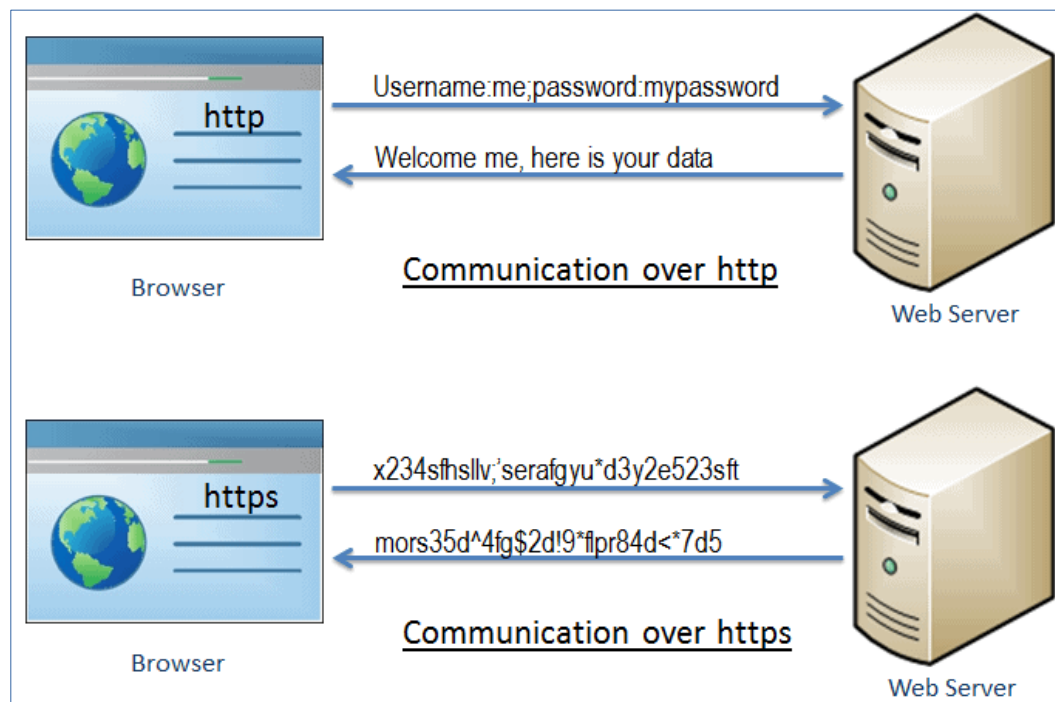 http
Username:me;password:mypassword
Welcome me, here is your data
Communication over http
Browser
Web Server
https
x234sfhsllv;’serafgyu*d3y2e523sft
mors35d^4fg$2d!9*flpr84d<*7d5
Communication over https
Browser
Web Server